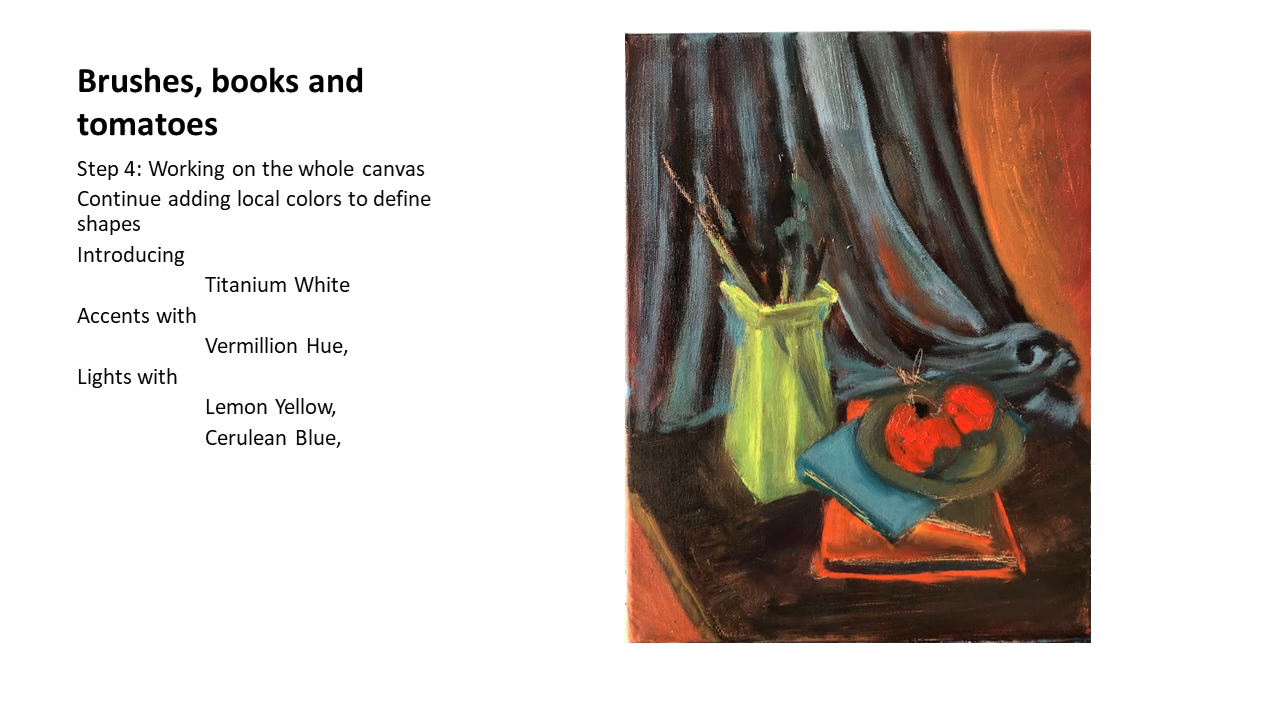 Brushes, books and
tomatoes
Step 4: Working on the whole canvas
Continue adding local colors to define
shapes
Introducing
Titanium White
Accents with
Vermillion Hue,
Lights with
Lemon Yellow,
Cerulean Blue,